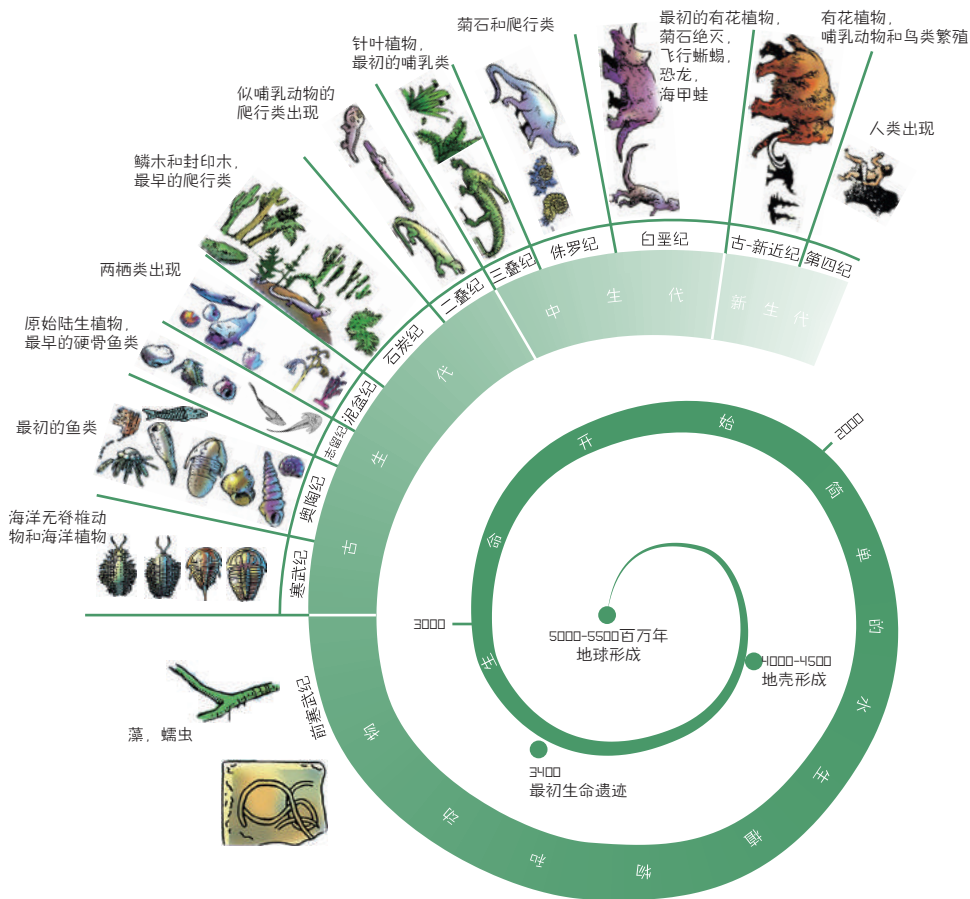 菊石和爬行类
最初的有花植物，
菊石绝灭，
飞行蜥蜴，
恐龙，
海甲蛙
有花植物，
哺乳动物和鸟类繁殖
针叶植物，
最初的哺乳类
似哺乳动物的
爬行类出现
人类出现
鳞木和封印木，
最早的爬行类
两栖类出现
原始陆生植物，
最早的硬骨鱼类
最初的鱼类
海洋无脊椎动
物和海洋植物
藻，蠕虫
前寒武纪
寒武纪
奥陶纪
志留纪
泥盆纪
石炭纪
二叠纪
三叠纪
侏罗纪
白垩纪
古-新近纪
第四纪
古生代
中生代
新生代
5000-5500百万年
地球形成
4000-4500
地壳形成
3400
最初生命遗迹
3000
2000
生命开始
简单的水生植物和动物